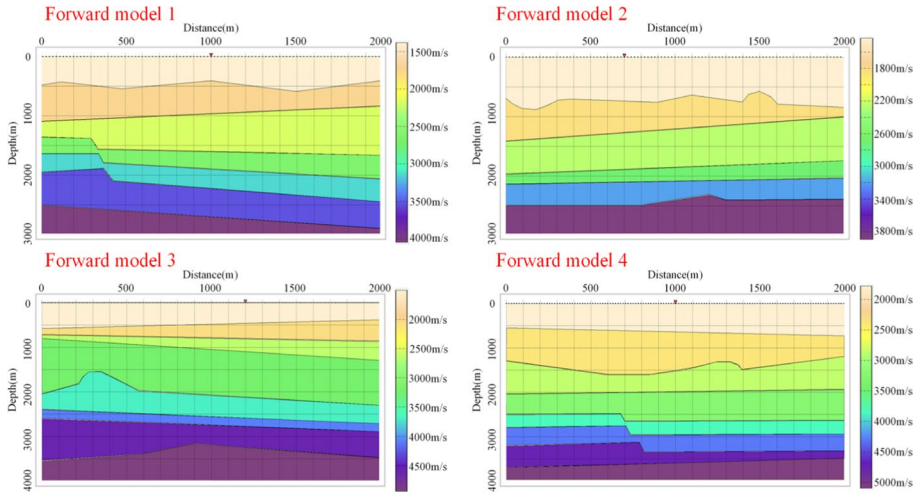 Forward model 1
Distance(m)
0 500 1000 1500 2000
Depth(m)
0
1000
2000
3000
1500m/s
2000m/s
2500m/s
3000m/s
3500m/s
4000m/s
Forward model 2
Distance(m)
0 500 1000 1500 2000
Depth(m)
0
1000
2000
3000
1800m/s
2200m/s
2600m/s
3000m/s
3400m/s
3800m/s
Forward model 3
Distance(m)
0 500 1000 1500 2000
Depth(m)
0
1000
2000
3000
4000
2000m/s
2500m/s
3000m/s
3500m/s
4000m/s
4500m/s
Forward model 4
Distance(m)
0 500 1000 1500 2000
Depth(m)
0
1000
2000
3000
4000
2000m/s
2500m/s
3000m/s
3500m/s
4000m/s
4500m/s
5000m/s